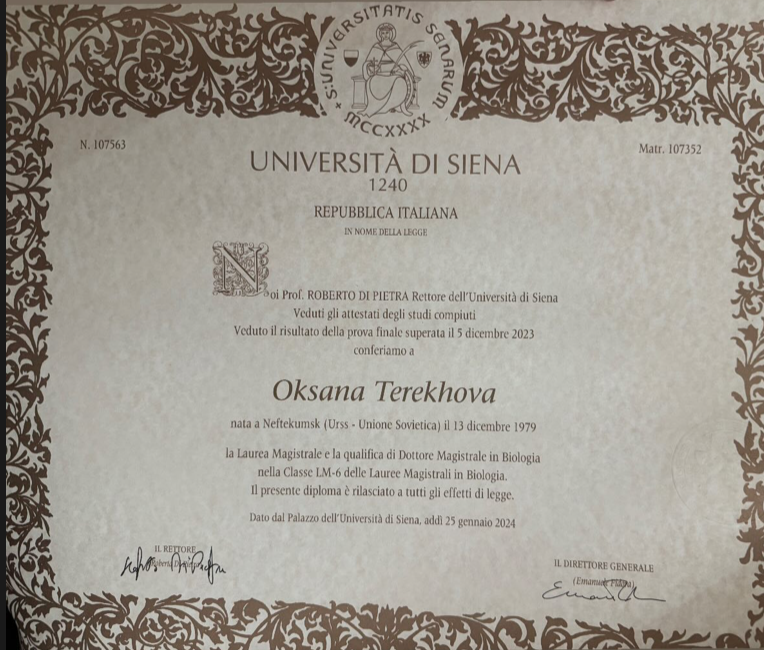 S: UNIVERSITATIS SENARUM
MCCXXXX
N. 107563
Matr. 107352
UNIVERSITÀ DI SIENA
1240
REPUBBLICA ITALIANA
IN NOME DELLA LEGGE
Noi Prof. ROBERTO DI PIETRA Rettore dell'Università di Siena
Veduti gli attestati degli studi compiuti
Veduto il risultato della prova finale superata il 5 dicembre 2023
conferiamo a
Oksana Terekhova
nata a Neftekumsk (Urss - Unione Sovietica) il 13 dicembre 1979
la Laurea Magistrale e la qualifica di Dottore Magistrale in Biologia
nella Classe LM-6 delle Lauree Magistrali in Biologia.
Il presente diploma è rilasciato a tutti gli effetti di legge.
Dato dal Palazzo dell'Università di Siena, addì 25 gennaio 2024
IL RETTORE
IL DIRETTORE GENERALE
(Emanuele